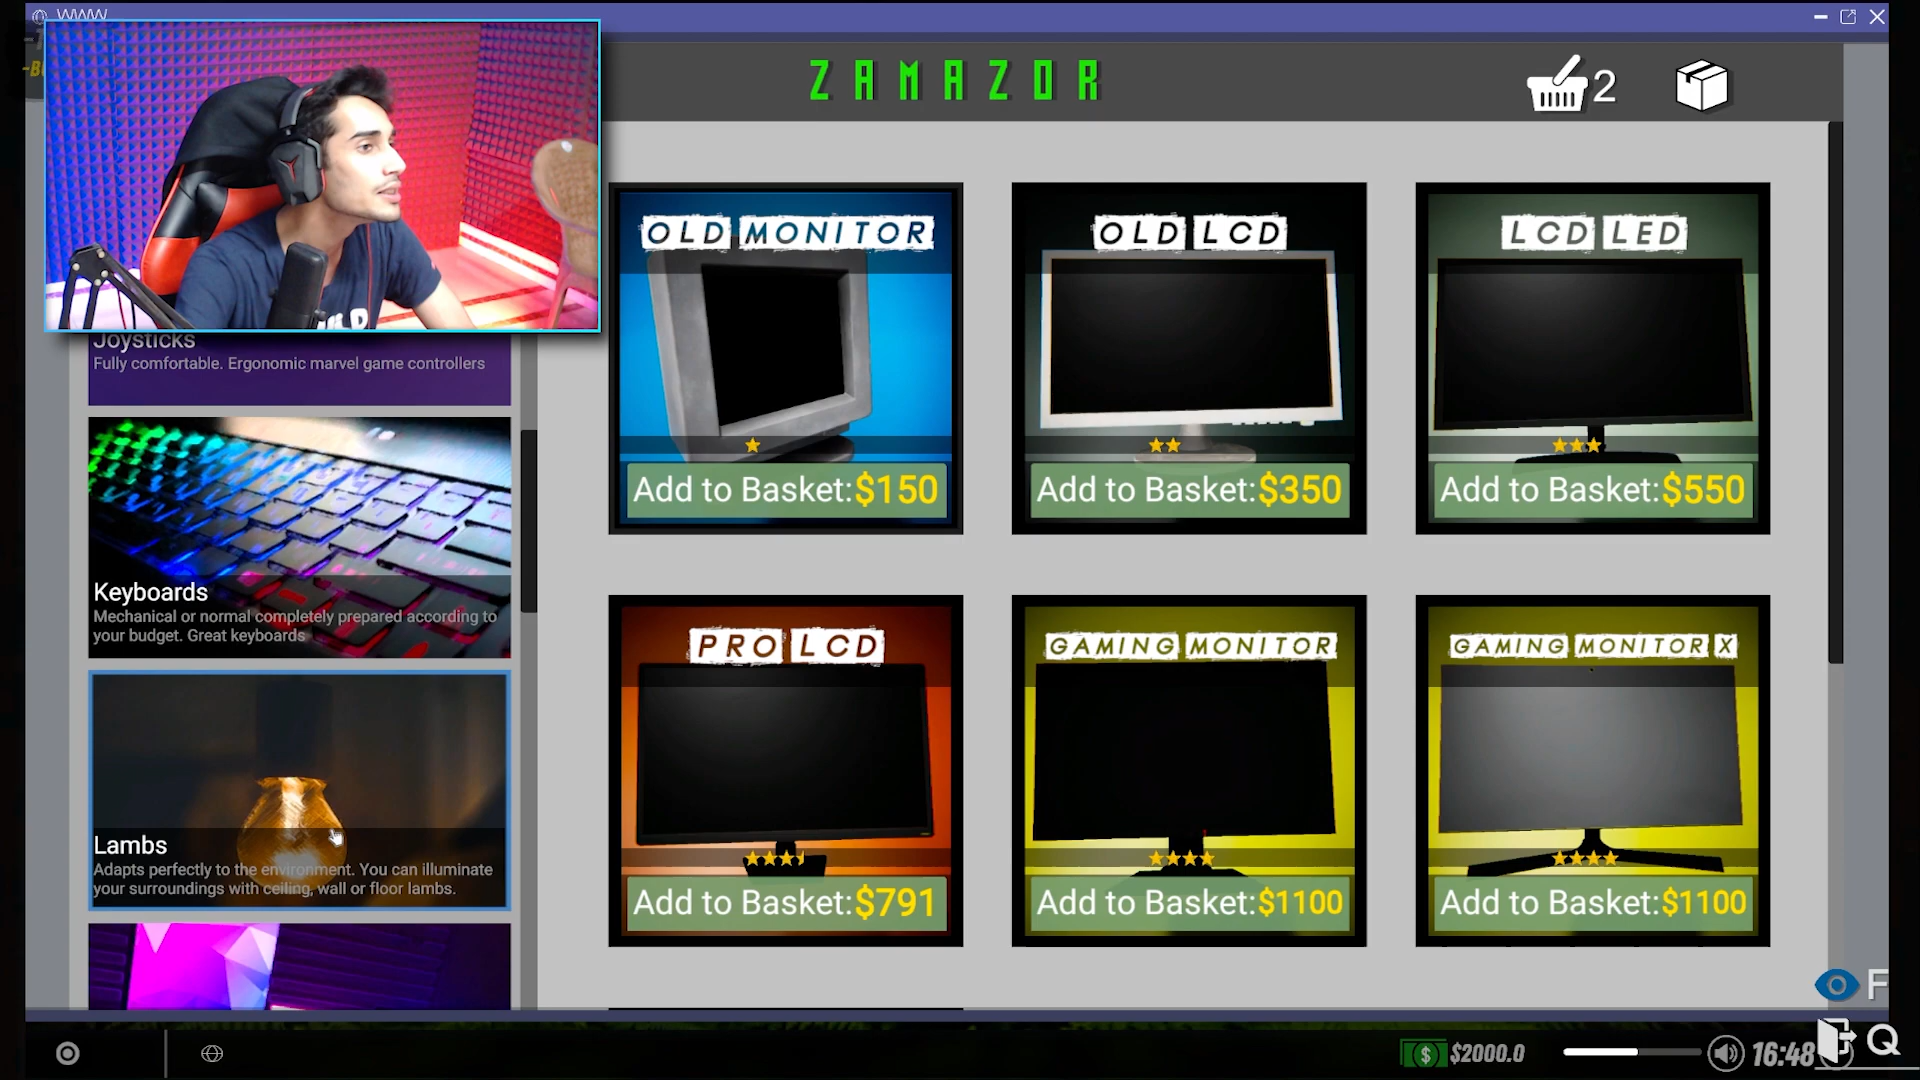 WWW
ZAMAZOR
2
OLD MONITOR
Add to Basket:$150
OLD LCD
Add to Basket:$350
LCD LED
Add to Basket:$550
PRO LCD
Add to Basket:$791
GAMING MONITOR
Add to Basket:$1100
GAMING MONITOR X
Add to Basket:$1100
Joysticks
Fully comfortable. Ergonomic marvel game controllers
Keyboards
Mechanical or normal completely prepared according to
your budget. Great keyboards
Lambs
Adapts perfectly to the environment. You can illuminate
your surroundings with ceiling, wall or floor lambs.
F
$2000.0
16:48
Q